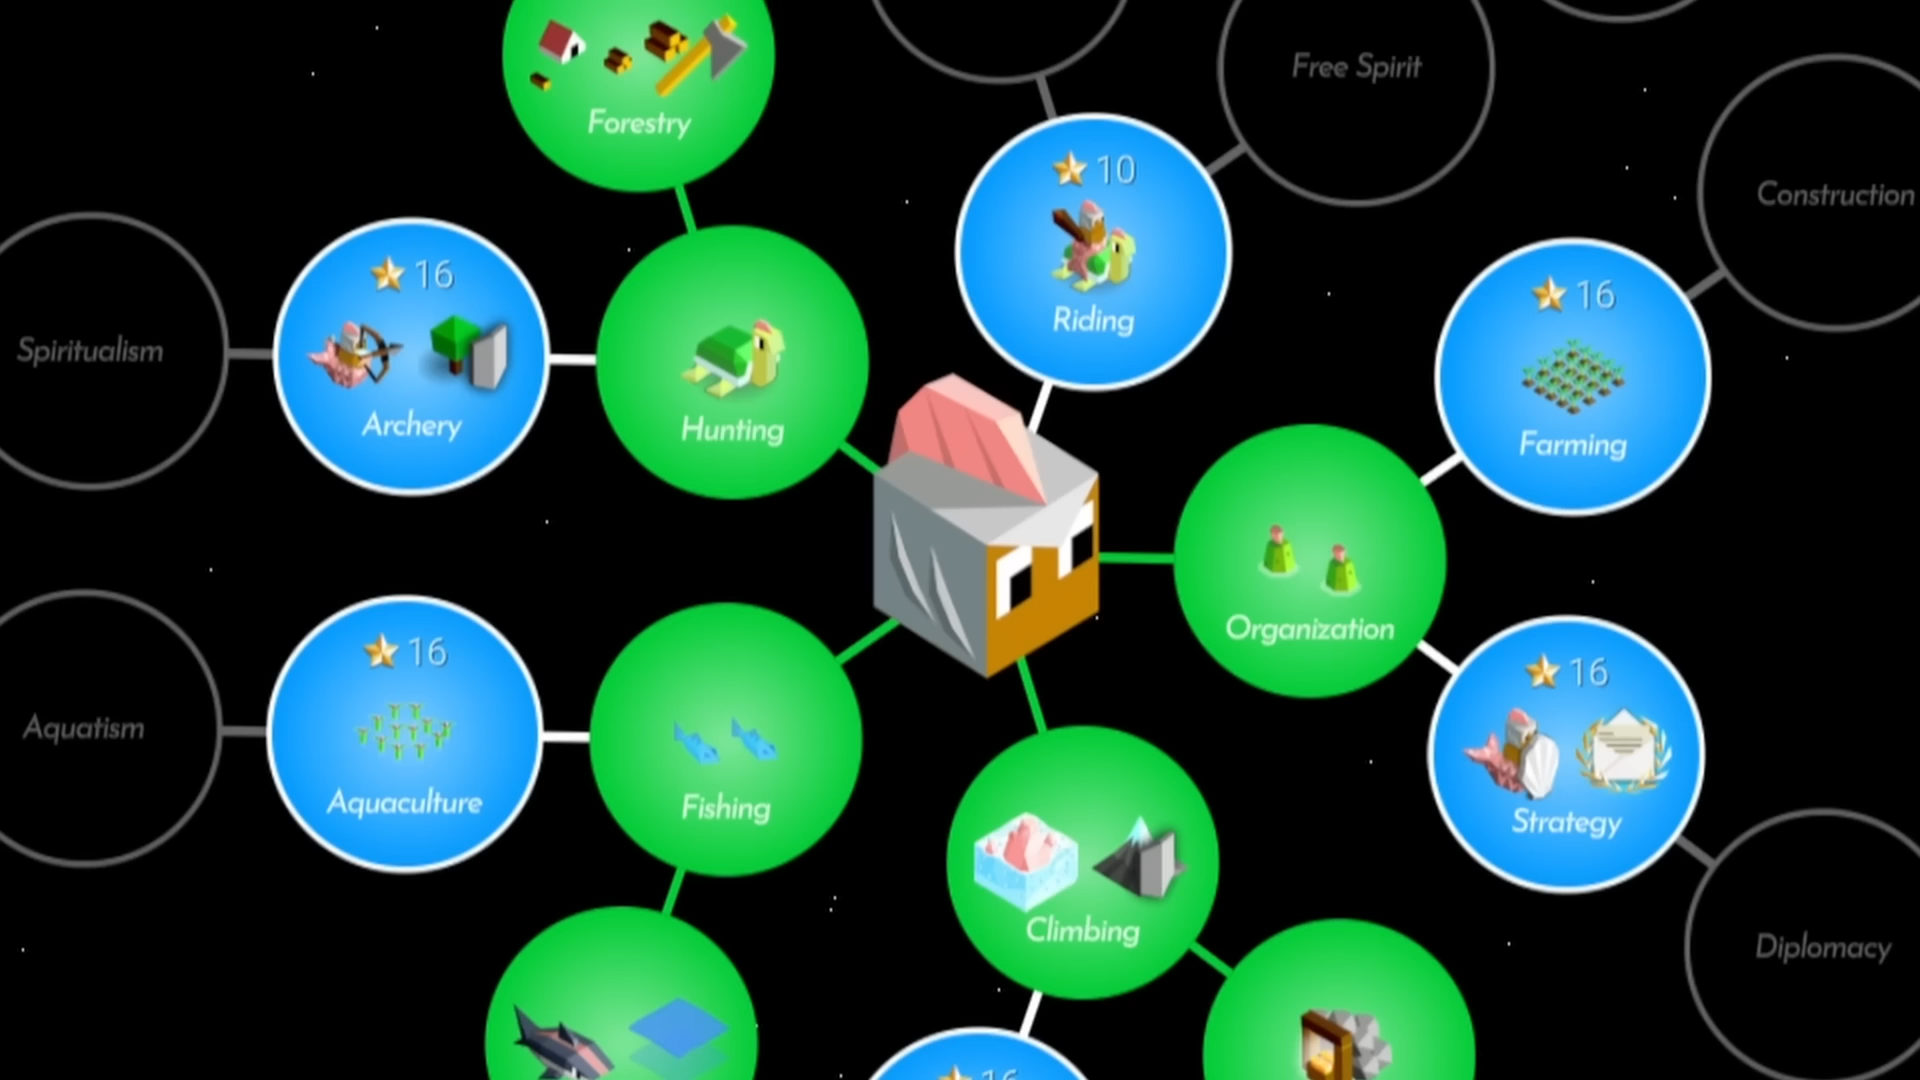 Forestry
Free Spirit
10
Riding
Construction
16
Archery
Spiritualism
Hunting
16
Farming
Organization
16
Aquaculture
Aquatism
Fishing
16
Strategy
Climbing
Diplomacy
16